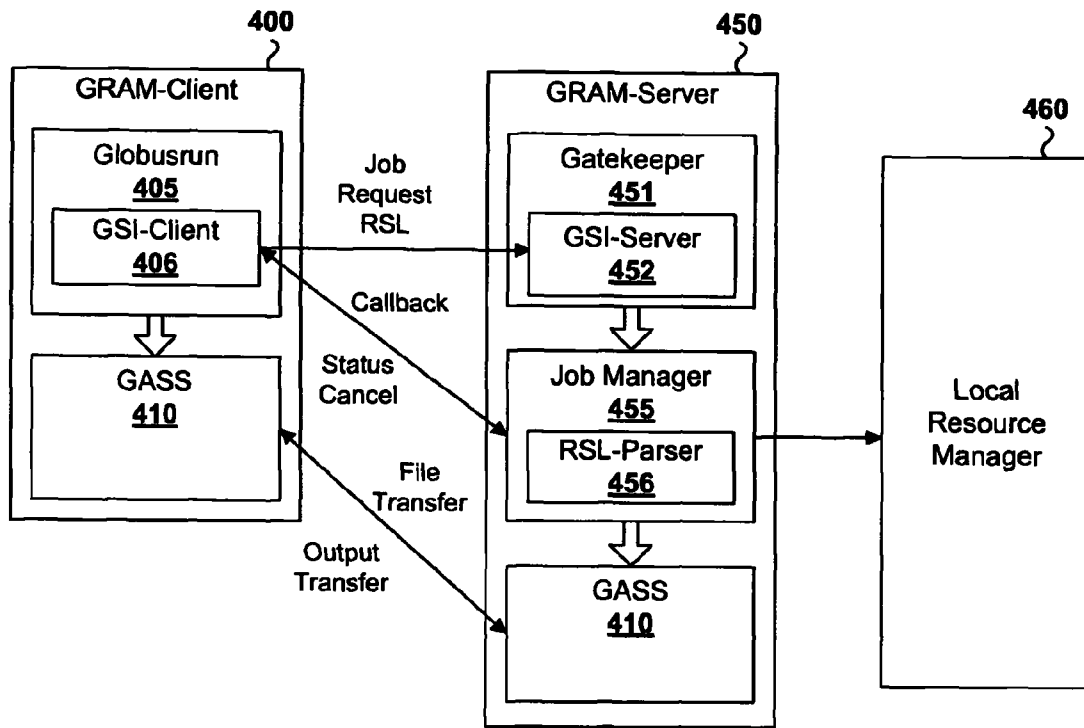 400
GRAM-Client
Globusrun
405
GSI-Client
406
GASS
410
Job
Request
RSL
Callback
Status
Cancel
File
Transfer
Output
Transfer
450
GRAM-Server
Gatekeeper
451
GSI-Server
452
Job Manager
455
RSL-Parser
456
GASS
410
460
Local
Resource
Manager